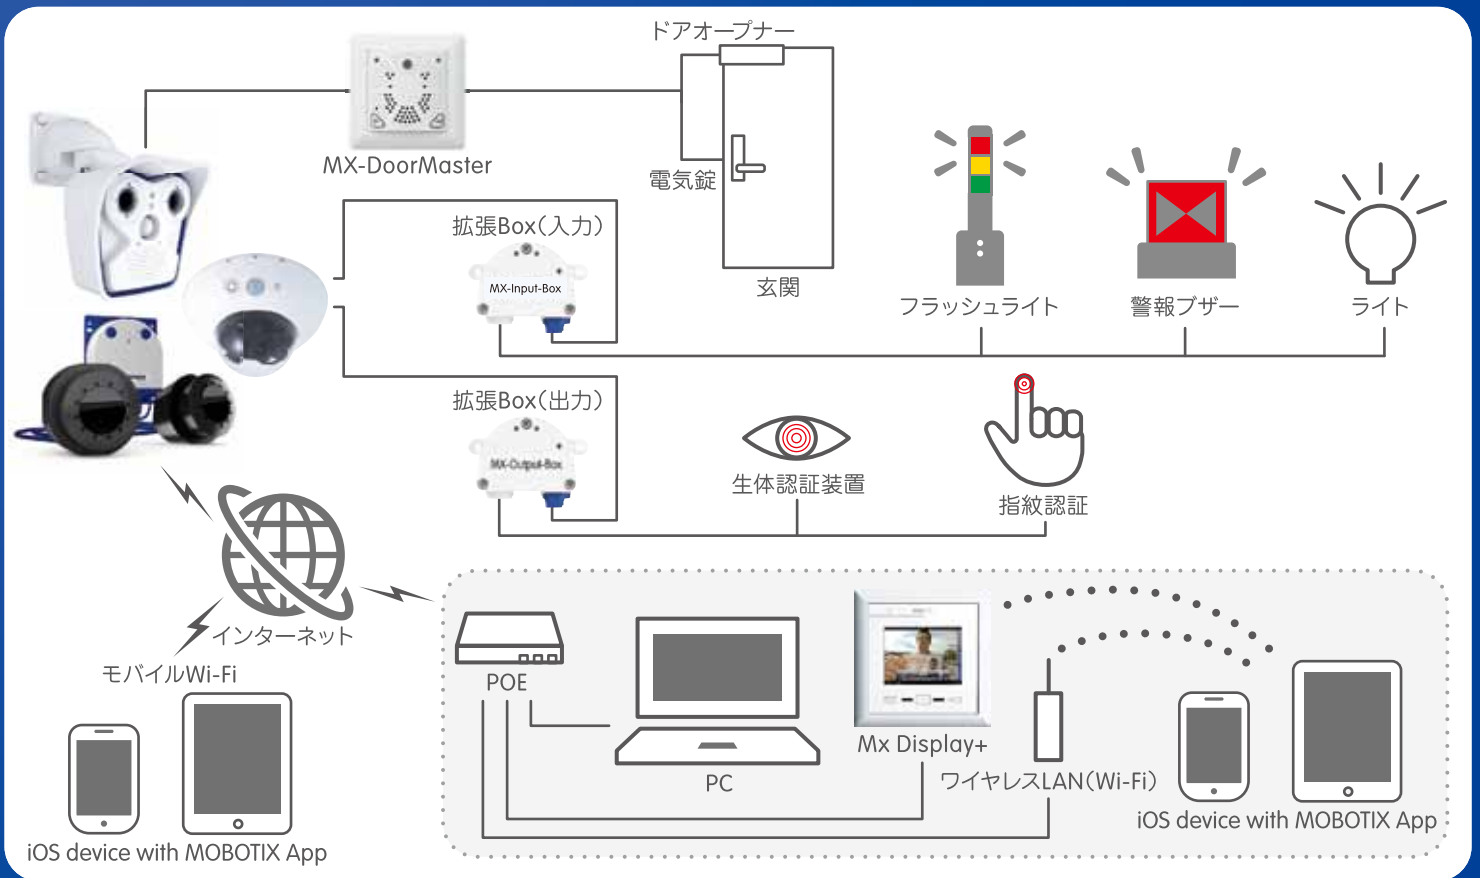 ドアオープナー
MX-DoorMaster
電気錠
玄関
拡張Box(入力)
MX-Input-Box
フラッシュライト
警報ブザー
ライト
拡張Box(出力)
MX-Output-Box
生体認証装置
指紋認証
インターネット
モバイルWi-Fi
iOS device with MOBOTIX App
POE
PC
Mx Display+
ワイヤレスLAN(Wi-Fi)
iOS device with MOBOTIX App